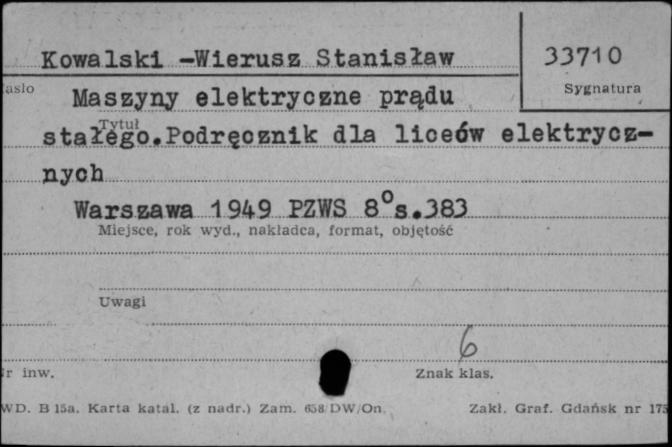 Kowalski -Wierusz Stanisław
33710
Sygnatura
Maszyny elektryczne prądu
Tytuł
stałego.Podręcznik dla liceów elektrycz-
nych
Warszawa 1949 PZWS 8°s.383
Miejsce, rok wyd., nakładca, format, objętość
Uwagi
6
inw.
Znak klas.
WD. B 15a. Karta katal. (z nadr.) Zam. 658/DW/On.
Zakł. Graf. Gdańsk nr 175